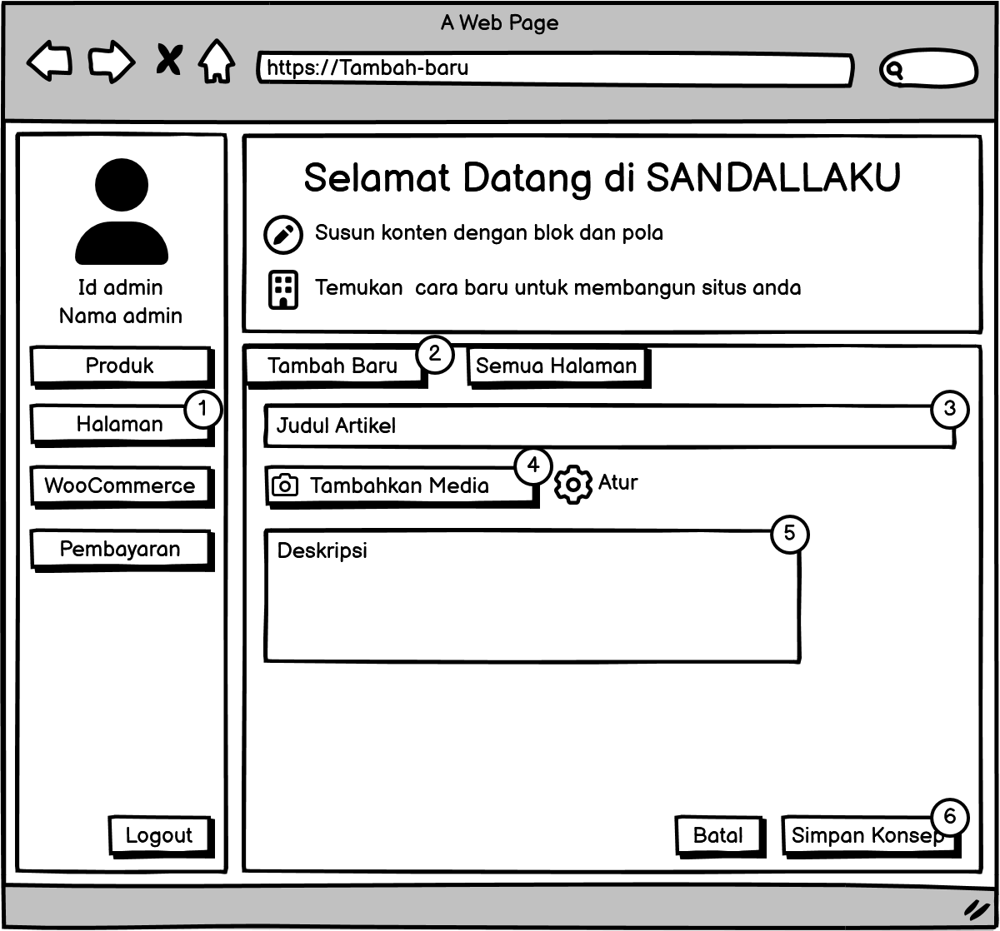 A Web Page
https://Tambah-baru
Id admin
Nama admin
Produk
Halaman
1
WooCommerce
Pembayaran
Logout
Selamat Datang di SANDALLAKU
Susun konten dengan blok dan pola
Temukan cara baru untuk membangun situs anda
Tambah Baru
2
Semua Halaman
Judul Artikel
3
Tambahkan Media
4
Atur
Deskripsi
5
Batal
Simpan Konsep
6